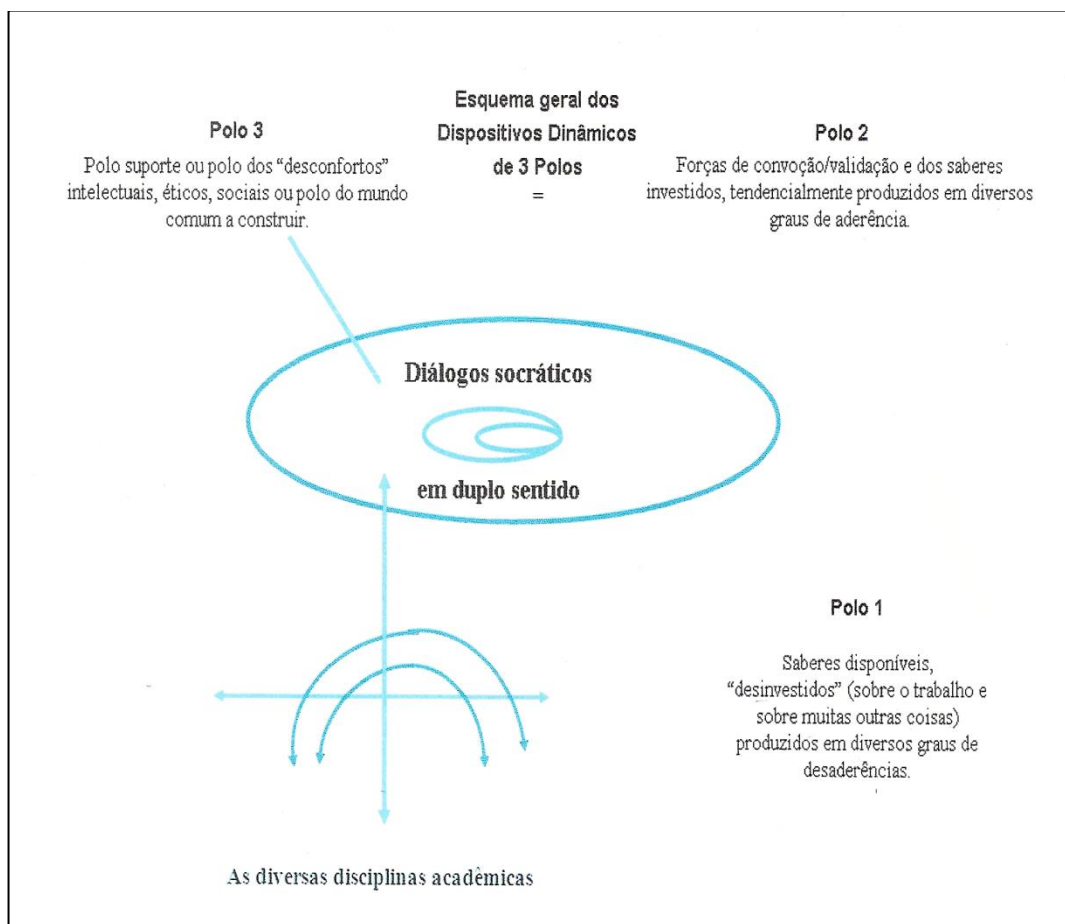 Esquema geral dos
Dispositivos Dinâmicos
de 3 Polos
=
Polo 3
Polo suporte ou polo dos “desconfortos”
intelectuais, éticos, sociais ou polo do mundo
comum a construir.
Polo 2
Forças de convoção/validação e dos saberes
investidos, tendencialmente produzidos em diversos
graus de aderência.
Diálogos socráticos
em duplo sentido
Polo 1
Saberes disponíveis,
“desinvestidos” (sobre o trabalho e
sobre muitas outras coisas)
produzidos em diversos graus de
desaderências.
As diversas disciplinas acadêmicas